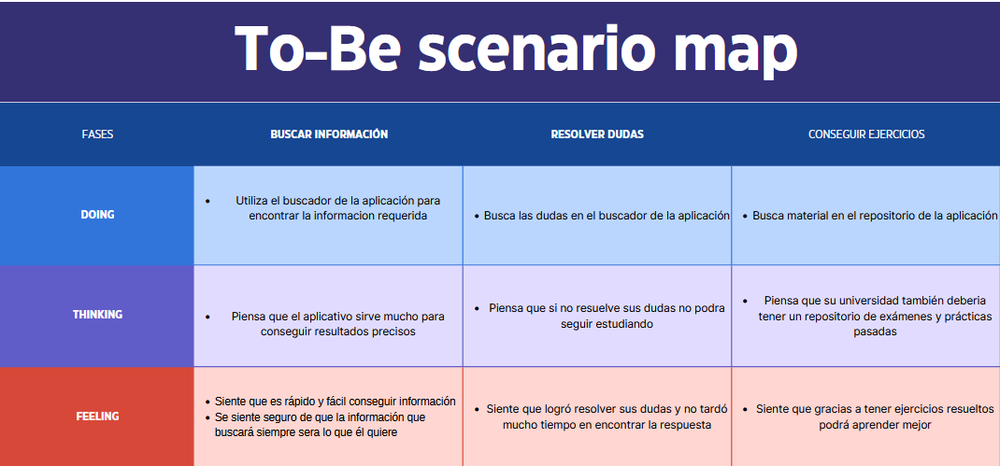 To-Be scenario map
FASES
BUSCAR INFORMACIÓN
RESOLVER DUDAS
CONSEGUIR EJERCICIOS
DOING
• Utiliza el buscador de la aplicación para
encontrar la informacion requerida
• Busca las dudas en el buscador de la aplicación
• Busca material en el repositorio de la aplicación
THINKING
• Piensa que el aplicativo sirve mucho para
conseguir resultados precisos
• Piensa que si no resuelve sus dudas no podra
seguir estudiando
• Piensa que su universidad también deberia
tener un repositorio de exámenes y prácticas
pasadas
FEELING
• Siente que es rápido y fácil conseguir información
• Se siente seguro de que la información que
buscará siempre sera lo que él quiere
• Siente que logró resolver sus dudas y no tardó
mucho tiempo en encontrar la respuesta
• Siente que gracias a tener ejercicios resueltos
podrá aprender mejor